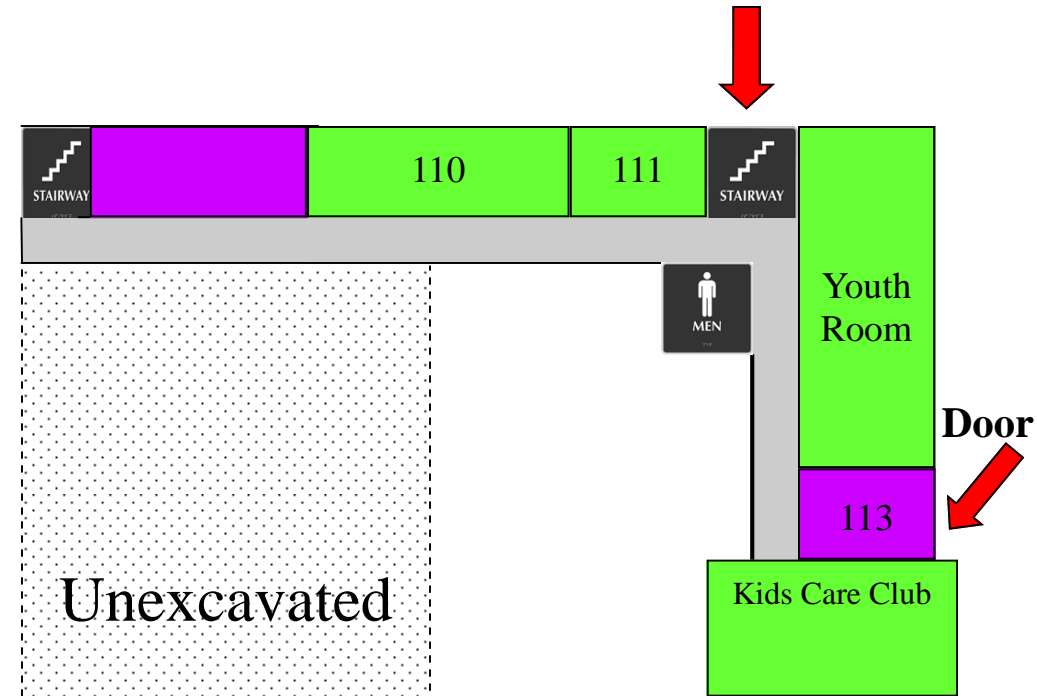 STAIRWAY
110
111
STAIRWAY
MEN
Youth
Room
Door
113
Kids Care Club
Unexcavated